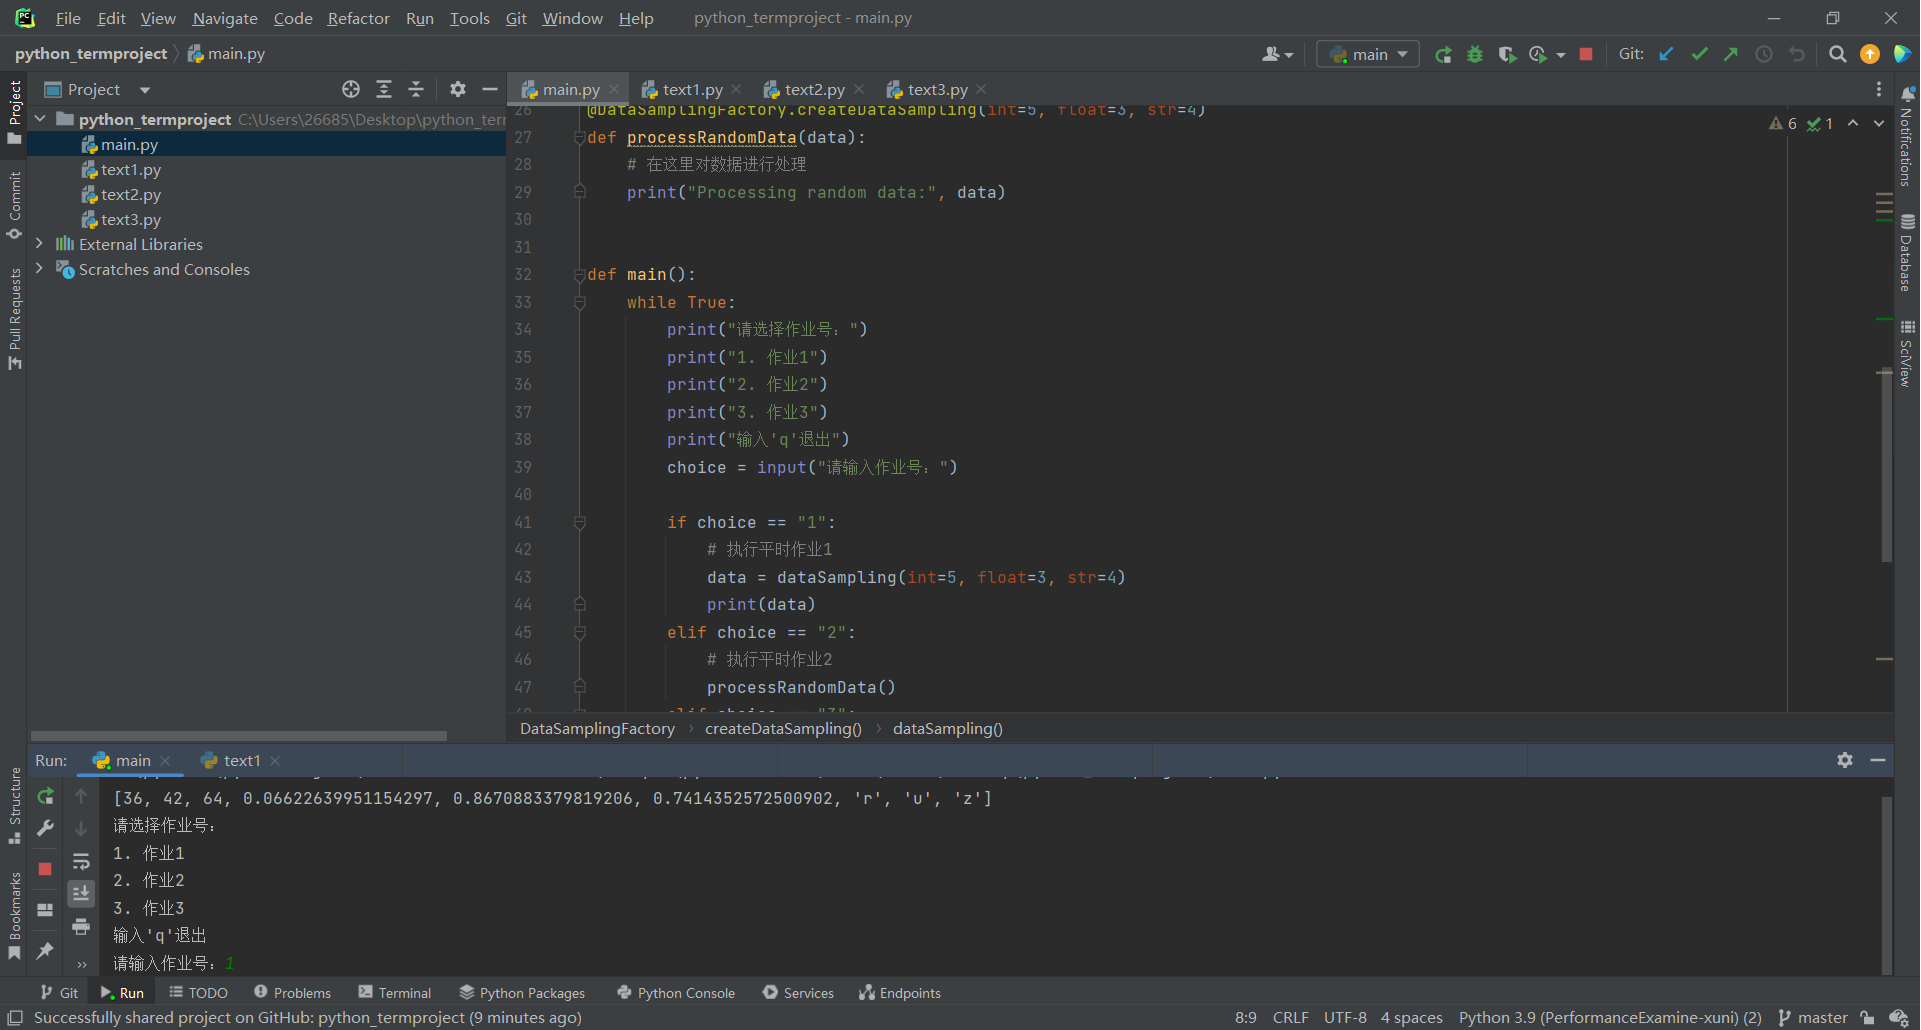 File Edit View Navigate Code Refactor Run Tools Git Window Help python_termproject - main.py
python_termproject main.py
main Git:
Project
main.py text1.py text2.py text3.py
python_termproject C:\Users\26685\Desktop\python_terr
main.py
text1.py
text2.py
text3.py
External Libraries
Scratches and Consoles
6 1
26 @DataSamplingFactory.createDataSampling(int=5, float=3, str=4)
27 def processRandomData(data):
28 # 在这里对数据进行处理
29 print("Processing random data:", data)
30
31
32 def main():
33 while True:
34 print("请选择作业号：")
35 print("1. 作业1")
36 print("2. 作业2")
37 print("3. 作业3")
38 print("输入'q'退出")
39 choice = input("请输入作业号：")
40
41 if choice == "1":
42 # 执行平时作业1
43 data = dataSampling(int=5, float=3, str=4)
44 print(data)
45 elif choice == "2":
46 # 执行平时作业2
47 processRandomData()
DataSamplingFactory createDataSampling() dataSampling()
Project
Commit
Pull Requests
Structure
Bookmarks
Notifications
Database
SciView
Run: main text1
[36, 42, 64, 0.06622639951154297, 0.8670883379819206, 0.7414352572500902, 'r', 'u', 'z']
请选择作业号：
1. 作业1
2. 作业2
3. 作业3
输入'q'退出
请输入作业号：1
Git Run TODO Problems Terminal Python Packages Python Console Services Endpoints
Successfully shared project on GitHub: python_termproject (9 minutes ago) 8:9 CRLF UTF-8 4 spaces Python 3.9 (PerformanceExamine-xuni) (2) master